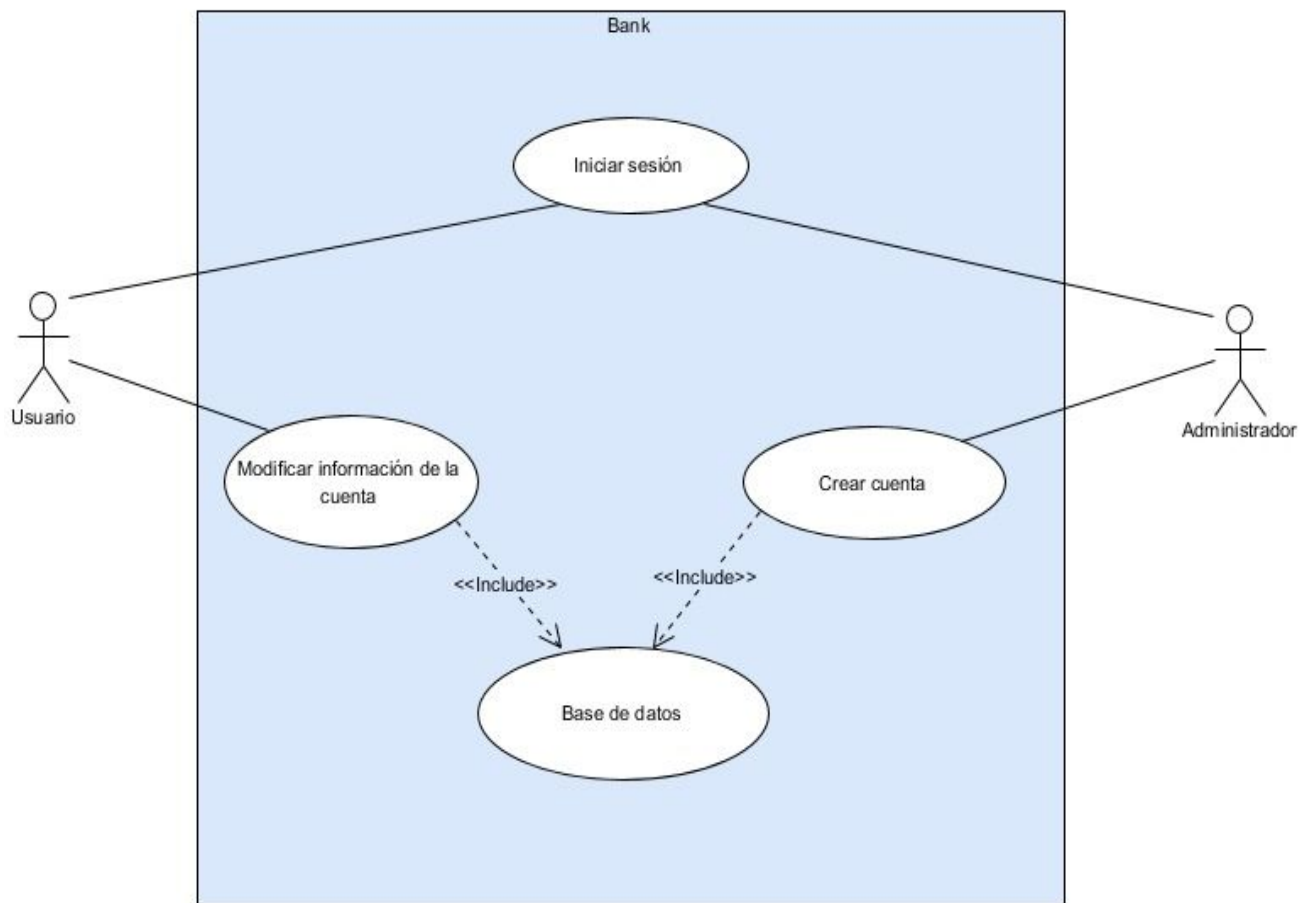 Bank
Iniciar sesión
Usuario
Administrador
Modificar información de la
cuenta
Crear cuenta
<<Include>>
<<Include>>
Base de datos